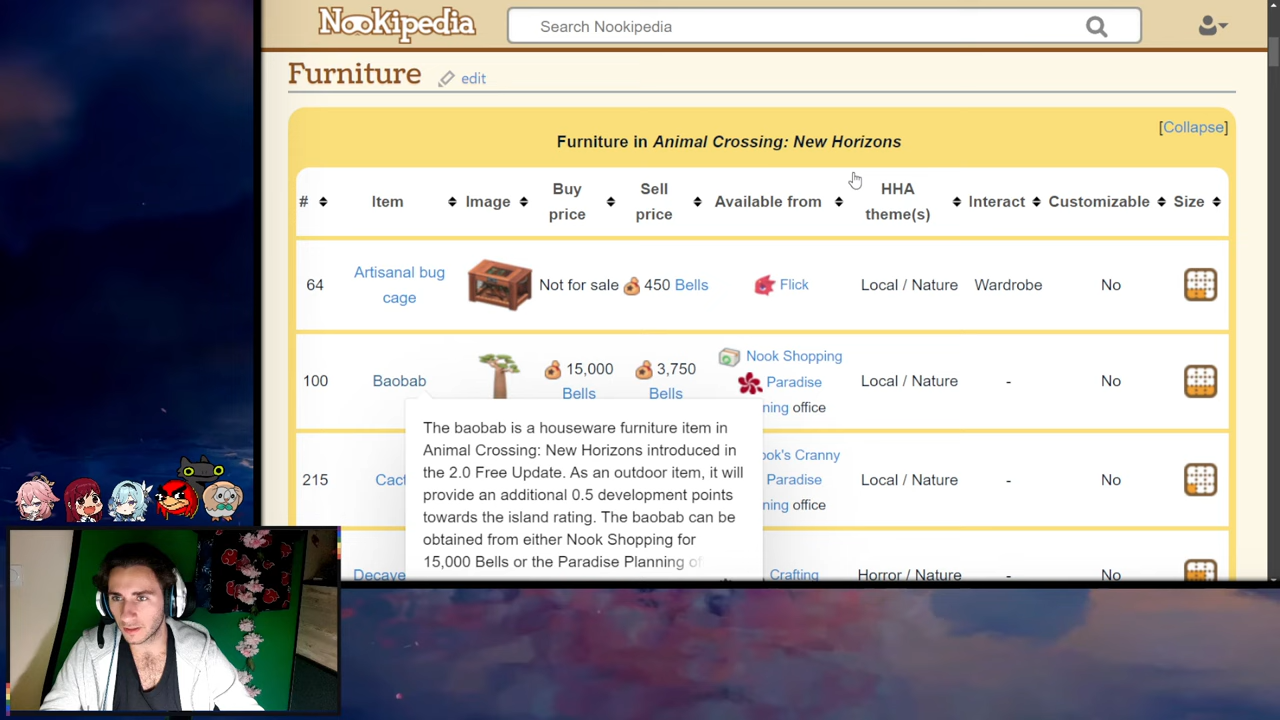 Nookipedia
Search Nookipedia
Furniture
edit
Furniture in Animal Crossing: New Horizons
[Collapse]
#
Item
Image
Buy
price
Sell
price
Available from
HHA
theme(s)
Interact
Customizable
Size
64
Artisanal bug
cage
Not for sale
450 Bells
Flick
Local / Nature
Wardrobe
No
100
Baobab
15,000
Bells
3,750
Bells
Nook Shopping
Paradise
ning office
Local / Nature
-
No
The baobab is a houseware furniture item in
Animal Crossing: New Horizons introduced in
the 2.0 Free Update. As an outdoor item, it will
provide an additional 0.5 development points
towards the island rating. The baobab can be
obtained from either Nook Shopping for
15,000 Bells or the Paradise Planning of
215
Cact
ook's Cranny
Paradise
ning office
Local / Nature
-
No
Decaye
Crafting
Horror / Nature
-
No